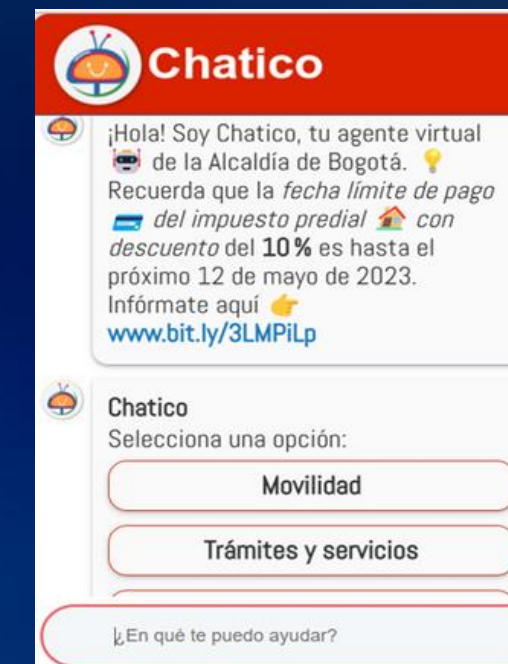 Chatico
¡Hola! Soy Chatico, tu agente virtual
🤖 de la Alcaldía de Bogotá. 💡
Recuerda que la fecha límite de pago
💳 del impuesto predial 🏠 con
descuento del 10% es hasta el
próximo 12 de mayo de 2023.
Infórmate aquí 👉
www.bit.ly/3LMPiLp
Chatico
Selecciona una opción:
Movilidad
Trámites y servicios
¿En qué te puedo ayudar?